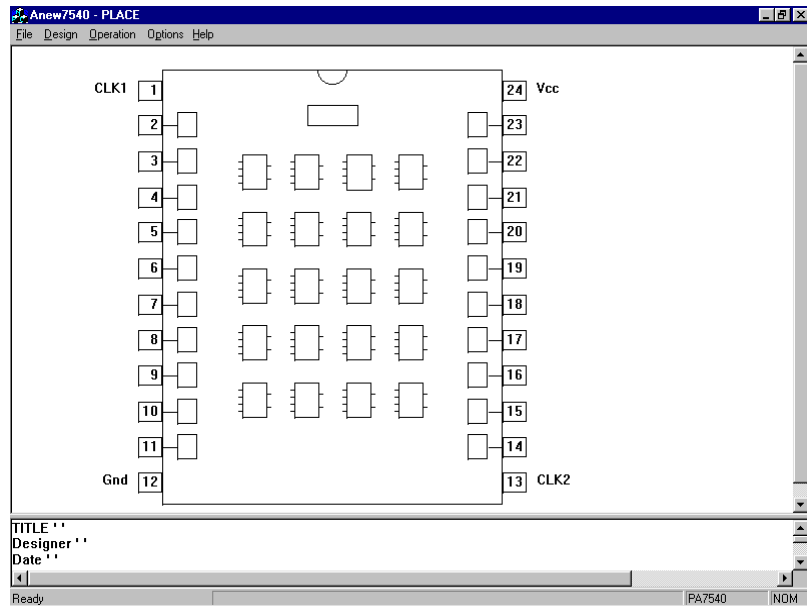 Anew7540 - PLACE
File Design Operation Options Help
CLK1 1 24 Vcc
2 23
3 22
4 21
5 20
6 19
7 18
8 17
9 16
10 15
11 14
Gnd 12 13 CLK2
TITLE ' '
Designer ' '
Date ' '
Ready PA7540 NOM